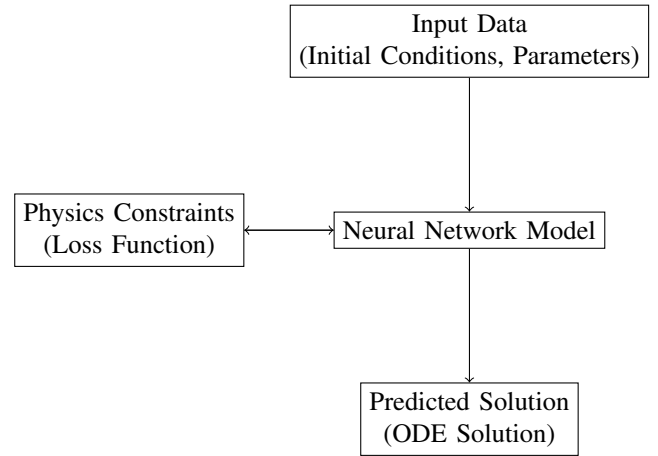 Input Data
(Initial Conditions, Parameters)
Physics Constraints
(Loss Function)
Neural Network Model
Predicted Solution
(ODE Solution)